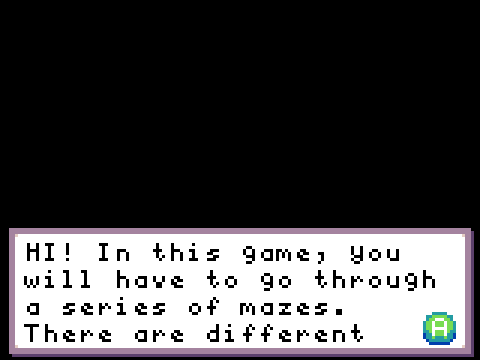 HI! In this game, you
will have to go through
a series of mazes.
There are different
A